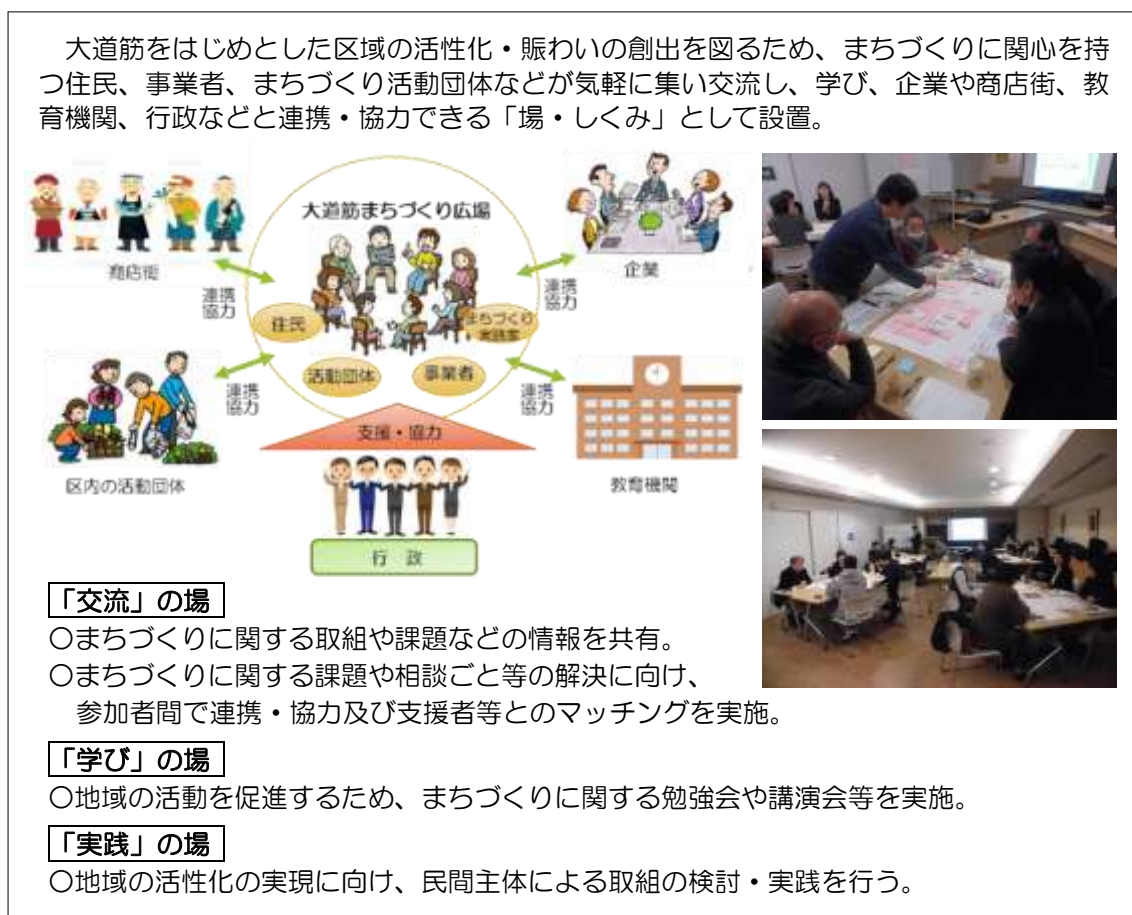 大道筋をはじめとした区域の活性化・賑わいの創出を図るため、まちづくりに関心を持
つ住民、事業者、まちづくり活動団体などが気軽に集い交流し、学び、企業や商店街、教
育機関、行政などと連携・協力できる「場・しくみ」として設置。
大道筋まちづくり広場
商店街
企業
連携
協力
連携
協力
住民
まちづくり
実践者
活動団体
事業者
連携
協力
連携
協力
支援・協力
区内の活動団体
教育機関
行 政
「交流」の場
〇まちづくりに関する取組や課題などの情報を共有。
〇まちづくりに関する課題や相談ごと等の解決に向け、
参加者間で連携・協力及び支援者等とのマッチングを実施。
「学び」の場
〇地域の活動を促進するため、まちづくりに関する勉強会や講演会等を実施。
「実践」の場
〇地域の活性化の実現に向け、民間主体による取組の検討・実践を行う。